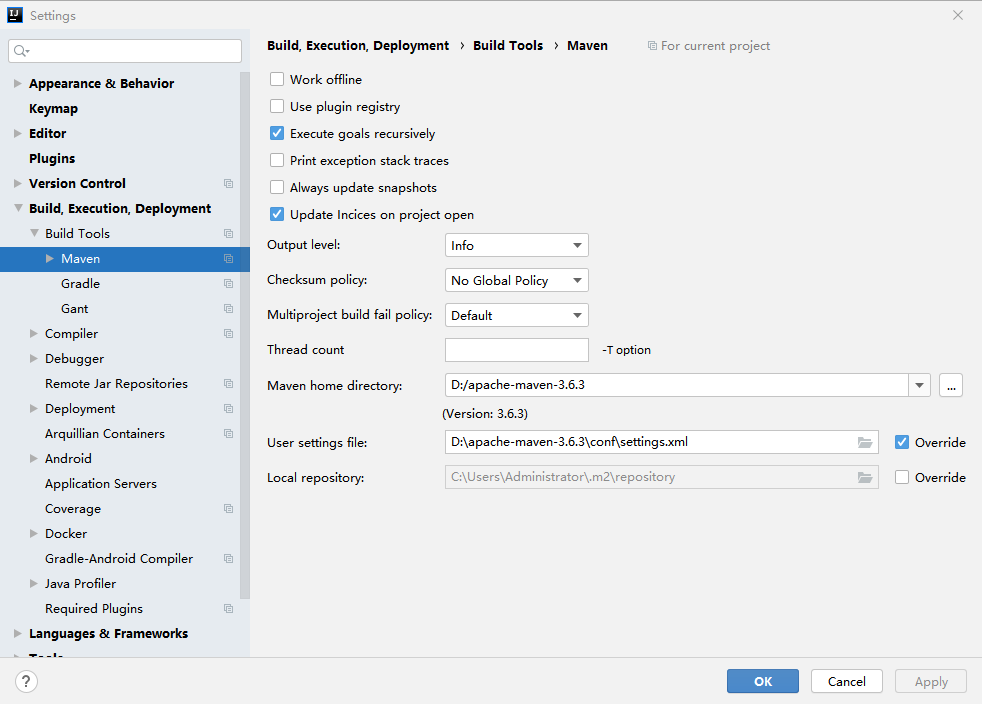 Settings
Appearance & Behavior
Keymap
Editor
Plugins
Version Control
Build, Execution, Deployment
Build Tools
Maven
Gradle
Gant
Compiler
Debugger
Remote Jar Repositories
Deployment
Arquillian Containers
Android
Application Servers
Coverage
Docker
Gradle-Android Compiler
Java Profiler
Required Plugins
Languages & Frameworks
Tools
Build, Execution, Deployment › Build Tools › Maven For current project
Work offline
Use plugin registry
Execute goals recursively
Print exception stack traces
Always update snapshots
Update Indices on project open
Output level: Info
Checksum policy: No Global Policy
Multiproject build fail policy: Default
Thread count -T option
Maven home directory: D:/apache-maven-3.6.3 ...
(Version: 3.6.3)
User settings file: D:\apache-maven-3.6.3\conf\settings.xml Override
Local repository: C:\Users\Administrator\.m2\repository Override
? OK Cancel Apply